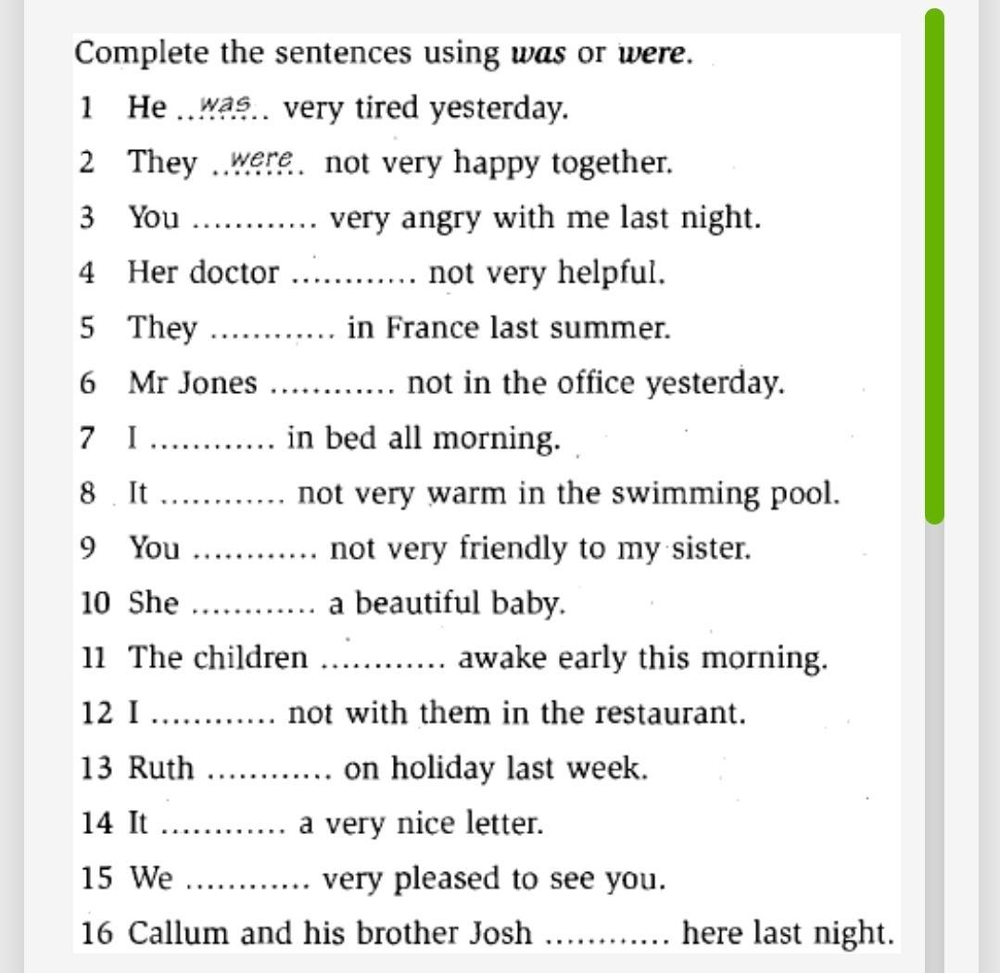 Complete the sentences using was or were.
1 He ..was.. very tired yesterday.
2 They ..were.. not very happy together.
3 You ............ very angry with me last night.
4 Her doctor ............ not very helpful.
5 They ............ in France last summer.
6 Mr Jones ............ not in the office yesterday.
7 I ............ in bed all morning.
8 It ............ not very warm in the swimming pool.
9 You ............ not very friendly to my sister.
10 She ............ a beautiful baby.
11 The children ............ awake early this morning.
12 I ............ not with them in the restaurant.
13 Ruth ............ on holiday last week.
14 It ............ a very nice letter.
15 We ............ very pleased to see you.
16 Callum and his brother Josh ............ here last night.